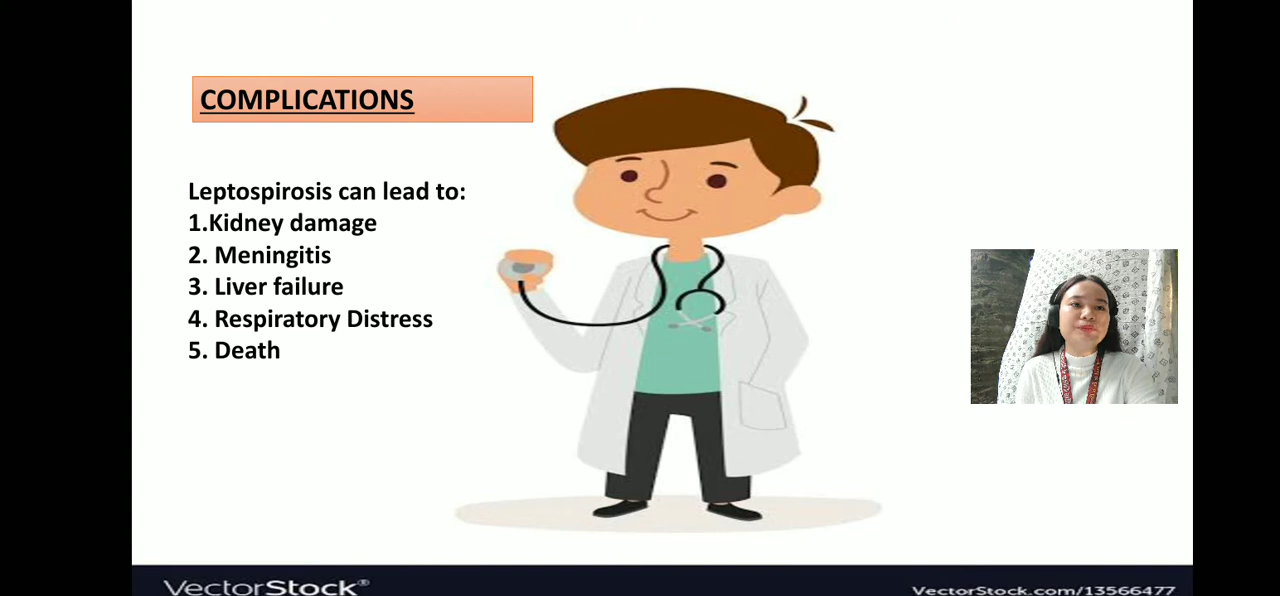 COMPLICATIONS
Leptospirosis can lead to:
1.Kidney damage
2. Meningitis
3. Liver failure
4. Respiratory Distress
5. Death
VectorStock®
VectorStock.com/13566477